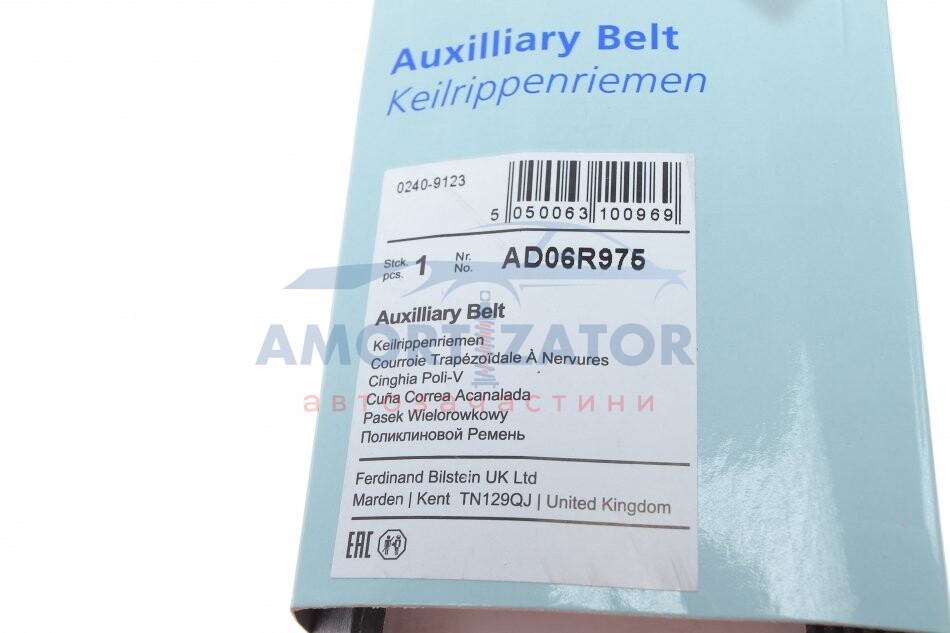 Auxilliary Belt
Keilrippenriemen
0240-9123
5 050063 100969
Stck. pcs. 1 Nr. No. AD06R975
Auxilliary Belt
Keilrippenriemen
Courroie Trapézoïdale À Nervures
Cinghia Poli-V
Cuña Correa Acanalada
Pasek Wielorowkowy
Поликлиновой Ремень
Ferdinand Bilstein UK Ltd
Marden | Kent TN129QJ | United Kingdom
EAC
AMORTIZATOR
автозапчастини